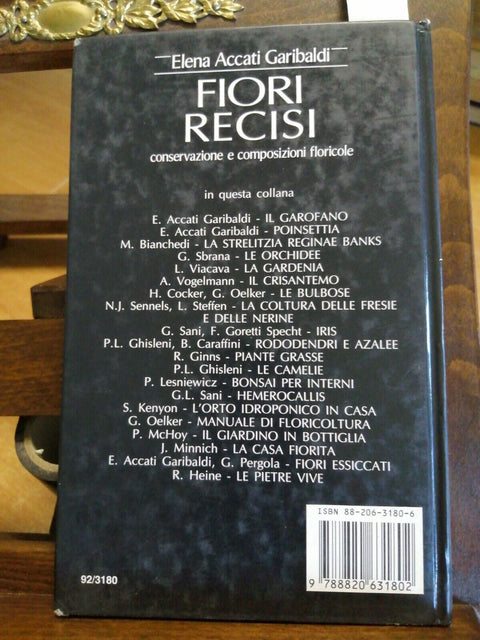 Elena Accati Garibaldi
FIORI
RECISI
conservazione e composizioni floricole
in questa collana
E. Accati Garibaldi - IL GAROFANO
E. Accati Garibaldi - POINSETTIA
M. Bianchedi - LA STRELITZIA REGINAE BANKS
G. Sbrana - LE ORCHIDEE
L. Viacava - LA GARDENIA
A. Vogelmann - IL CRISANTEMO
H. Cocker, G. Oelker - LE BULBOSE
N.J. Sennels, L. Steffen - LA COLTURA DELLE FRESIE
E DELLE NERINE
G. Sani, F. Goretti Specht - IRIS
P.L. Ghisleni, B. Caraffini - RODODENDRI E AZALEE
R. Ginns - PIANTE GRASSE
P.L. Ghisleni - LE CAMELIE
P. Lesniewicz - BONSAI PER INTERNI
G.L. Sani - HEMEROCALLIS
S. Kenyon - L'ORTO IDROPONICO IN CASA
G. Oelker - MANUALE DI FLORICOLTURA
P. McHoy - IL GIARDINO IN BOTTIGLIA
J. Minnich - LA CASA FIORITA
E. Accati Garibaldi, G. Pergola - FIORI ESSICCATI
R. Heine - LE PIETRE VIVE
ISBN 88-206-3180-6
9 788820 631802
92/3180